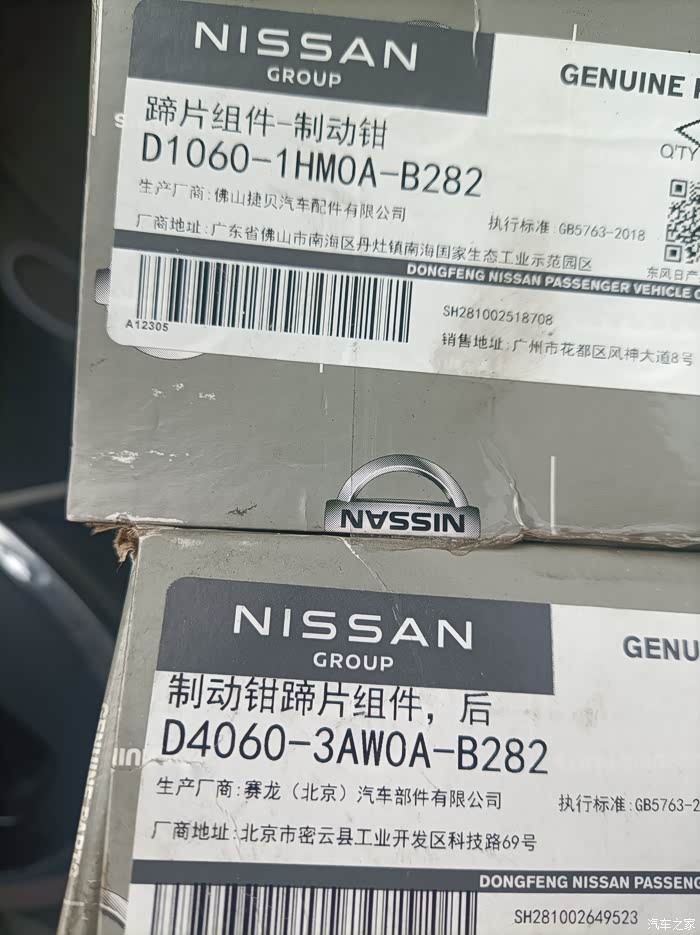 NISSAN
GROUP
GENUINE
蹄片组件-制动钳
D1060-1HM0A-B282
Q'TY
生产厂商:佛山捷贝汽车配件有限公司
执行标准:GB5763-2018
厂商地址:广东省佛山市南海区丹灶镇南海国家生态工业示范园区
东风日产
DONGFENG NISSAN PASSENGER VEHICLE
A12305
SH281002518708
销售地址:广州市花都区风神大道8号
NISSAN
NISSAN
GROUP
GENU
制动钳蹄片组件，后
D4060-3AW0A-B282
生产厂商:赛龙（北京）汽车部件有限公司
执行标准:GB5763-2
厂商地址:北京市密云县工业开发区科技路69号
DONGFENG NISSAN PASSENG
SH281002649523
汽车之家